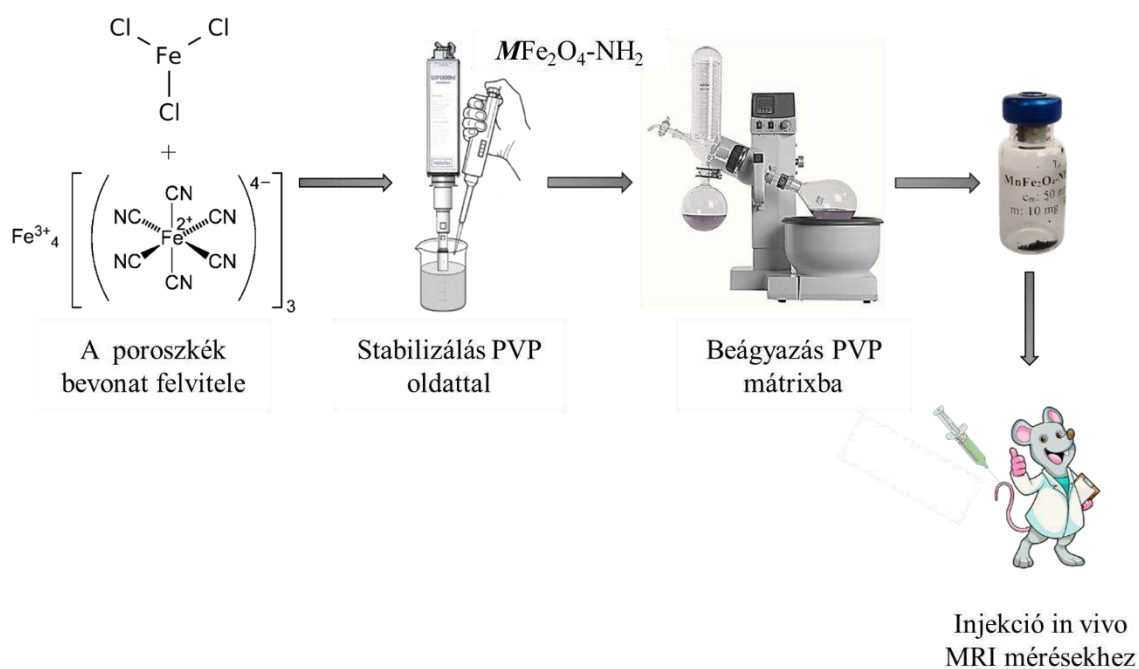 Cl
Cl
Fe
Cl
+
Fe³⁺₄
4–
CN
NC
CN
Fe
2+
NC
CN
CN
3
A poroszkék
bevonat felvitele
Stabilizálás PVP
oldattal
MFe₂O₄-NH₂
Beágyazás PVP
mátrixba
MnFe₂O₄-N
m: 10 mg
Injekció in vivo
MRI mérésekhez